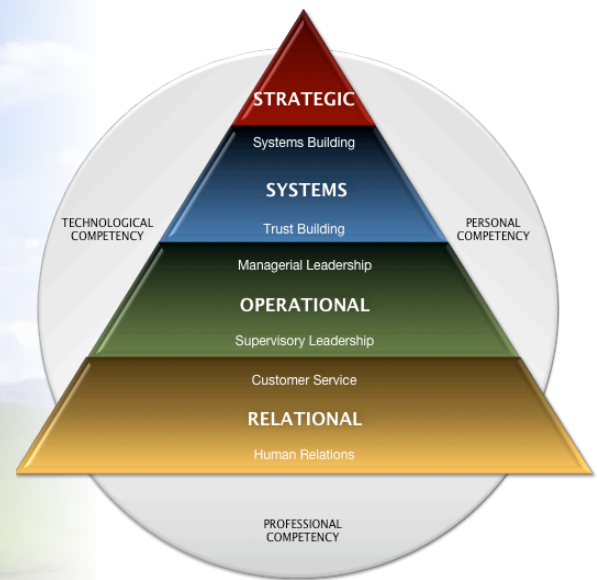 STRATEGIC
Systems Building
SYSTEMS
TECHNOLOGICAL
COMPETENCY
PERSONAL
COMPETENCY
Trust Building
Managerial Leadership
OPERATIONAL
Supervisory Leadership
Customer Service
RELATIONAL
Human Relations
PROFESSIONAL
COMPETENCY